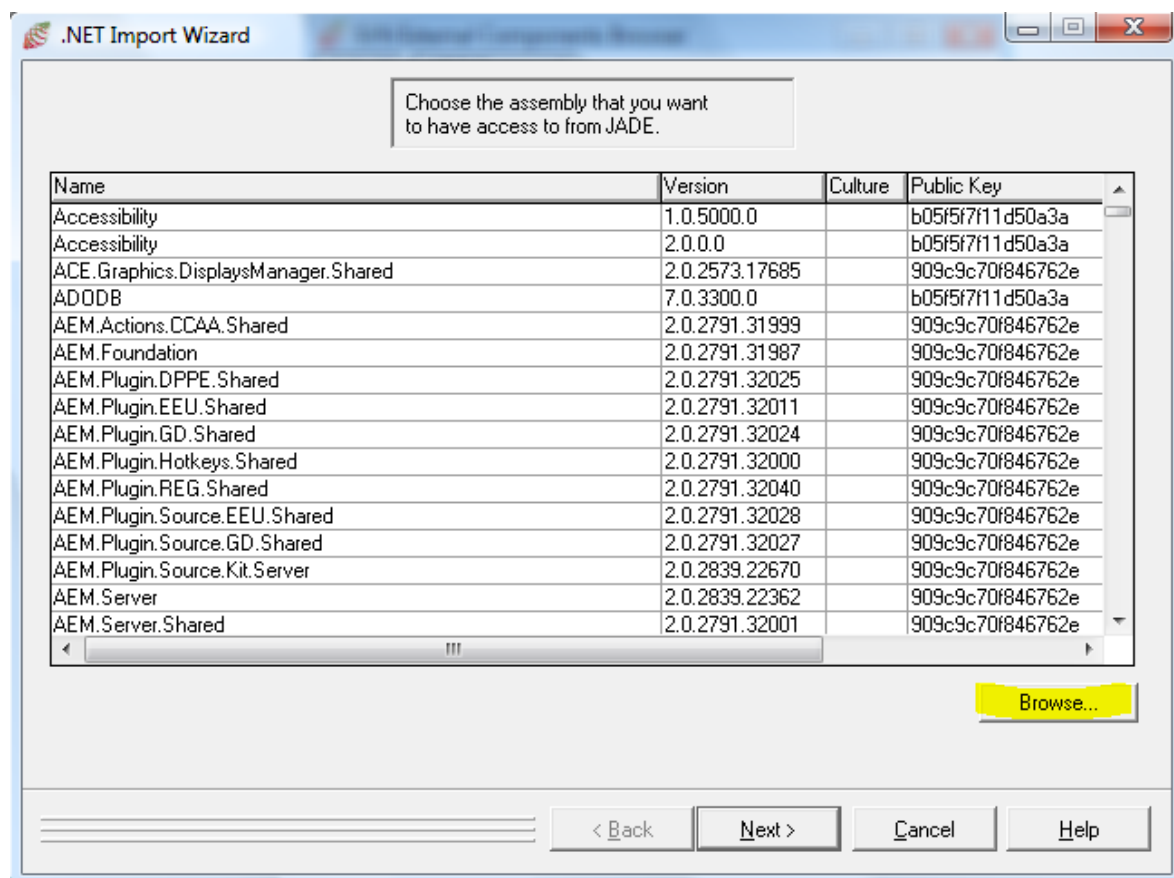 .NET Import Wizard
Choose the assembly that you want
to have access to from JADE.
Name Version Culture Public Key
Accessibility 1.0.5000.0 b05f5f7f11d50a3a
Accessibility 2.0.0.0 b05f5f7f11d50a3a
ACE.Graphics.DisplaysManager.Shared 2.0.2573.17685 909c9c70f846762e
ADODB 7.0.3300.0 b05f5f7f11d50a3a
AEM.Actions.CCAA.Shared 2.0.2791.31999 909c9c70f846762e
AEM.Foundation 2.0.2791.31987 909c9c70f846762e
AEM.Plugin.DPPE.Shared 2.0.2791.32025 909c9c70f846762e
AEM.Plugin.EEU.Shared 2.0.2791.32011 909c9c70f846762e
AEM.Plugin.GD.Shared 2.0.2791.32024 909c9c70f846762e
AEM.Plugin.Hotkeys.Shared 2.0.2791.32000 909c9c70f846762e
AEM.Plugin.REG.Shared 2.0.2791.32040 909c9c70f846762e
AEM.Plugin.Source.EEU.Shared 2.0.2791.32028 909c9c70f846762e
AEM.Plugin.Source.GD.Shared 2.0.2791.32027 909c9c70f846762e
AEM.Plugin.Source.Kit.Server 2.0.2839.22670 909c9c70f846762e
AEM.Server 2.0.2839.22362 909c9c70f846762e
AEM.Server.Shared 2.0.2791.32001 909c9c70f846762e
Browse...
< Back Next > Cancel Help